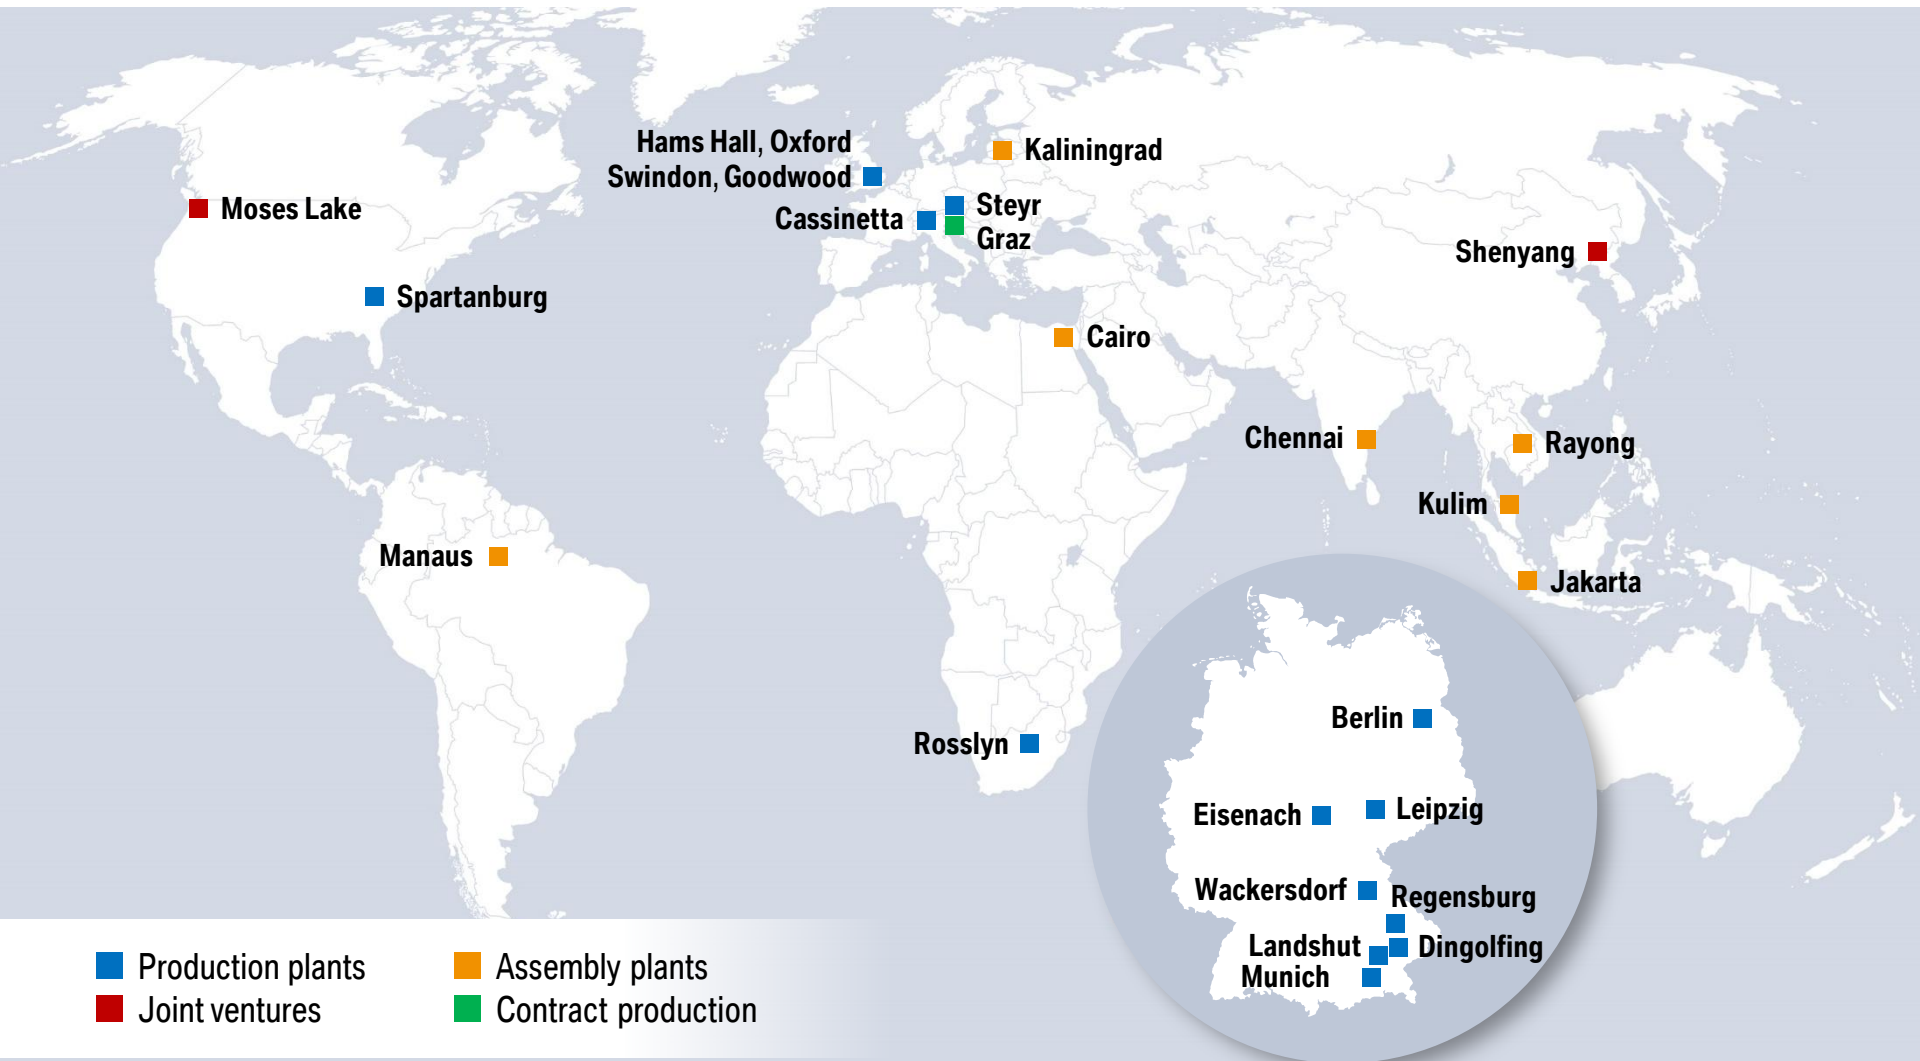 Hams Hall, Oxford
Swindon, Goodwood
Kaliningrad
Moses Lake
Steyr
Cassinetta
Graz
Shenyang
Spartanburg
Cairo
Chennai
Rayong
Kulim
Manaus
Jakarta
Rosslyn
Berlin
Eisenach
Leipzig
Wackersdorf
Regensburg
Landshut
Dingolfing
Munich
Production plants
Assembly plants
Joint ventures
Contract production